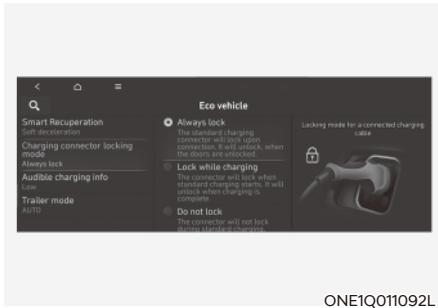 Eco vehicle
Smart Recuperation
Soft deceleration
Charging connector locking
mode
Always lock
Audible charging info
Low
Trailer mode
AUTO
Always lock
The standard charging
connector will lock upon
connection. It will unlock, when
the doors are unlocked.
Lock while charging
The connector will lock when
standard charging starts. It will
unlock when charging is
complete.
Do not lock
The connector will not lock
during standard charging.
Locking mode for a connected charging
cable
ONE1Q011092L